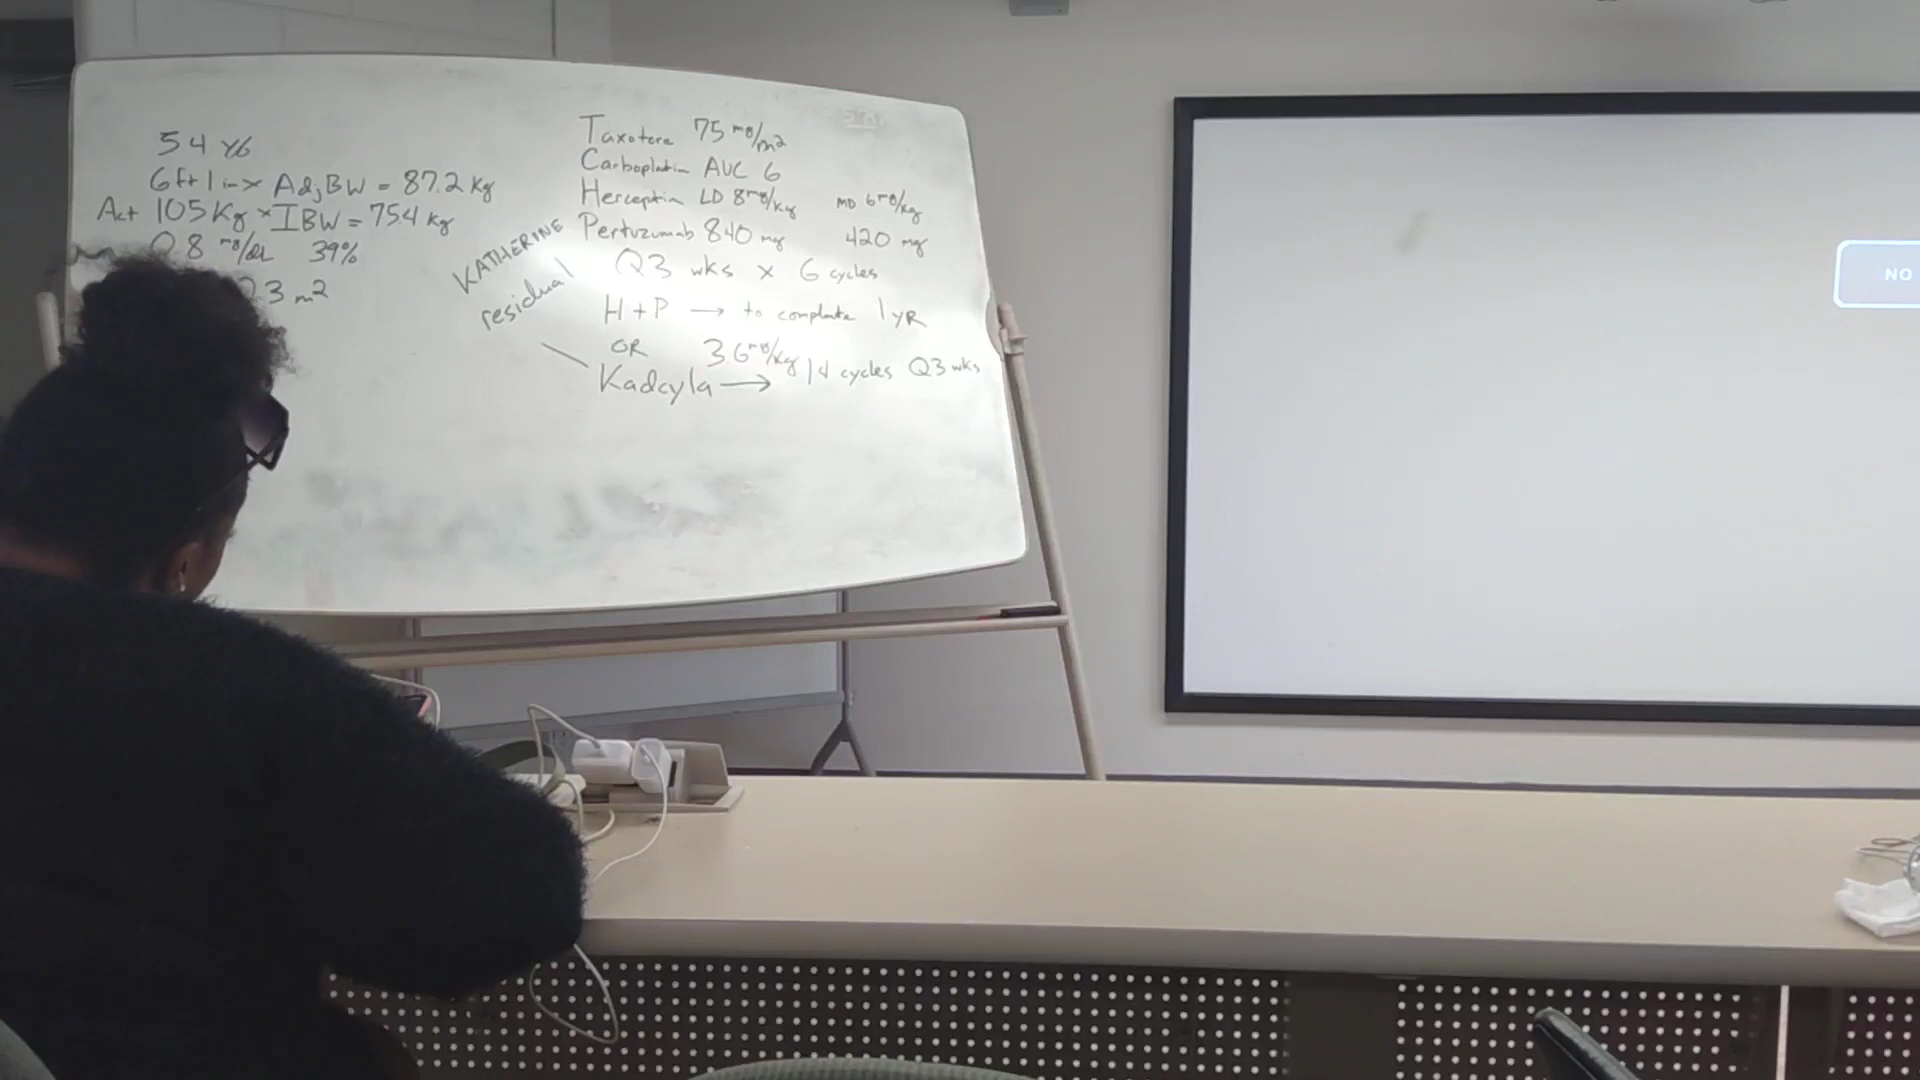 54 yo
6ft 1in x AdjBW = 87.2 kg
Act 105 Kg x IBW = 75.4 kg
0.8 mg/dL 39%
2.3 m2
Taxotere 75 mg/m2
Carboplatin AUC 6
Herceptin LD 8 mg/kg MD 6 mg/kg
Pertuzumab 840 mg 420 mg
Q3 wks x 6 cycles
KATHERINE
residual
H + P → to complete 1 yR
OR 3.6 mg/kg
Kadcyla → 14 cycles Q3 wks
NO